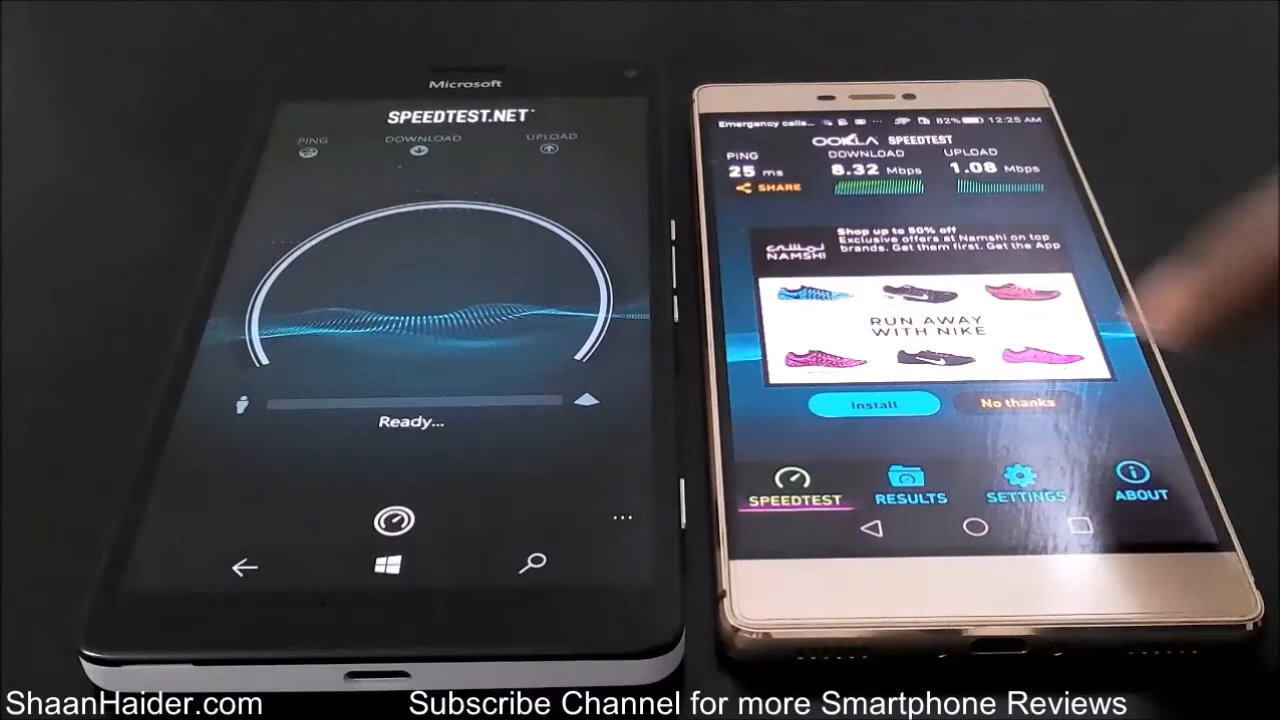 Microsoft
SPEEDTEST.NET™
PING
DOWNLOAD
UPLOAD
Ready...
...
Emergency calls... 82% 12:25 AM
OOKLA SPEEDTEST
PING
DOWNLOAD
UPLOAD
25 ms
8.32 Mbps
1.08 Mbps
SHARE
نمشي
NAMSHI
Shop up to 50% off
Exclusive offers at Namshi on top
brands. Get them first. Get the App
RUN AWAY
WITH NIKE
Install
No thanks
SPEEDTEST
RESULTS
SETTINGS
ABOUT
ShaanHaider.com
Subscribe Channel for more Smartphone Reviews